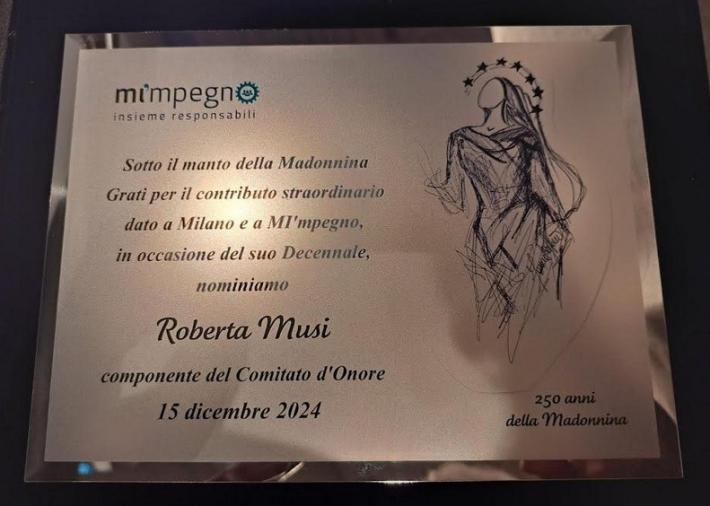 mi'mpegno
insieme responsabili
Sotto il manto della Madonnina
Grati per il contributo straordinario
dato a Milano e a MI'mpegno,
in occasione del suo Decennale,
nominiamo
Roberta Musi
componente del Comitato d'Onore
15 dicembre 2024
250 anni
della Madonnina